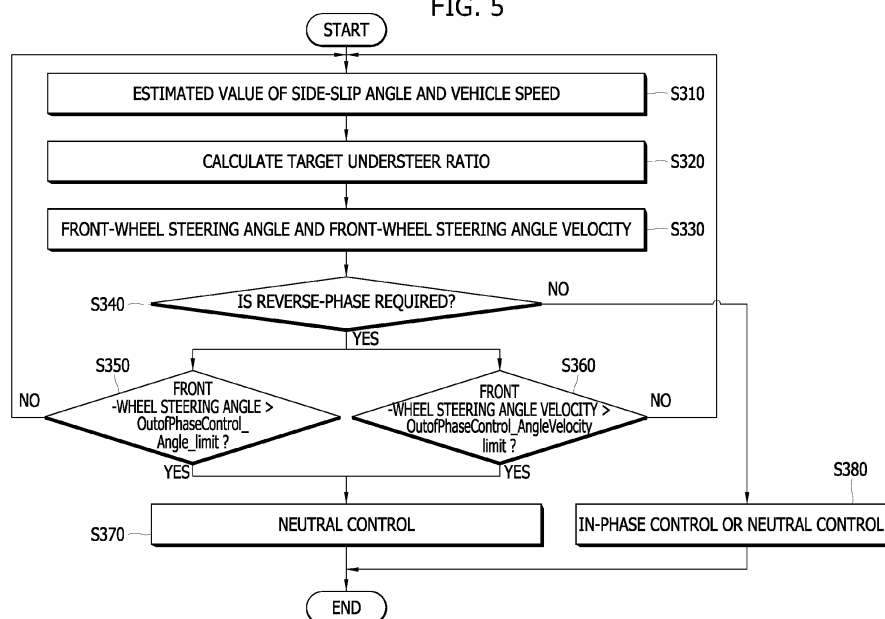 FIG. 5
START
ESTIMATED VALUE OF SIDE-SLIP ANGLE AND VEHICLE SPEED
S310
CALCULATE TARGET UNDERSTEER RATIO
S320
FRONT-WHEEL STEERING ANGLE AND FRONT-WHEEL STEERING ANGLE VELOCITY
S330
S340
IS REVERSE-PHASE REQUIRED?
NO
YES
S350
NO
FRONT
-WHEEL STEERING ANGLE >
OutofPhaseControl_
Angle_limit ?
YES
S360
FRONT
-WHEEL STEERING ANGLE VELOCITY >
OutofPhaseControl_AngleVelocity
limit ?
NO
YES
S370
NEUTRAL CONTROL
S380
IN-PHASE CONTROL OR NEUTRAL CONTROL
END